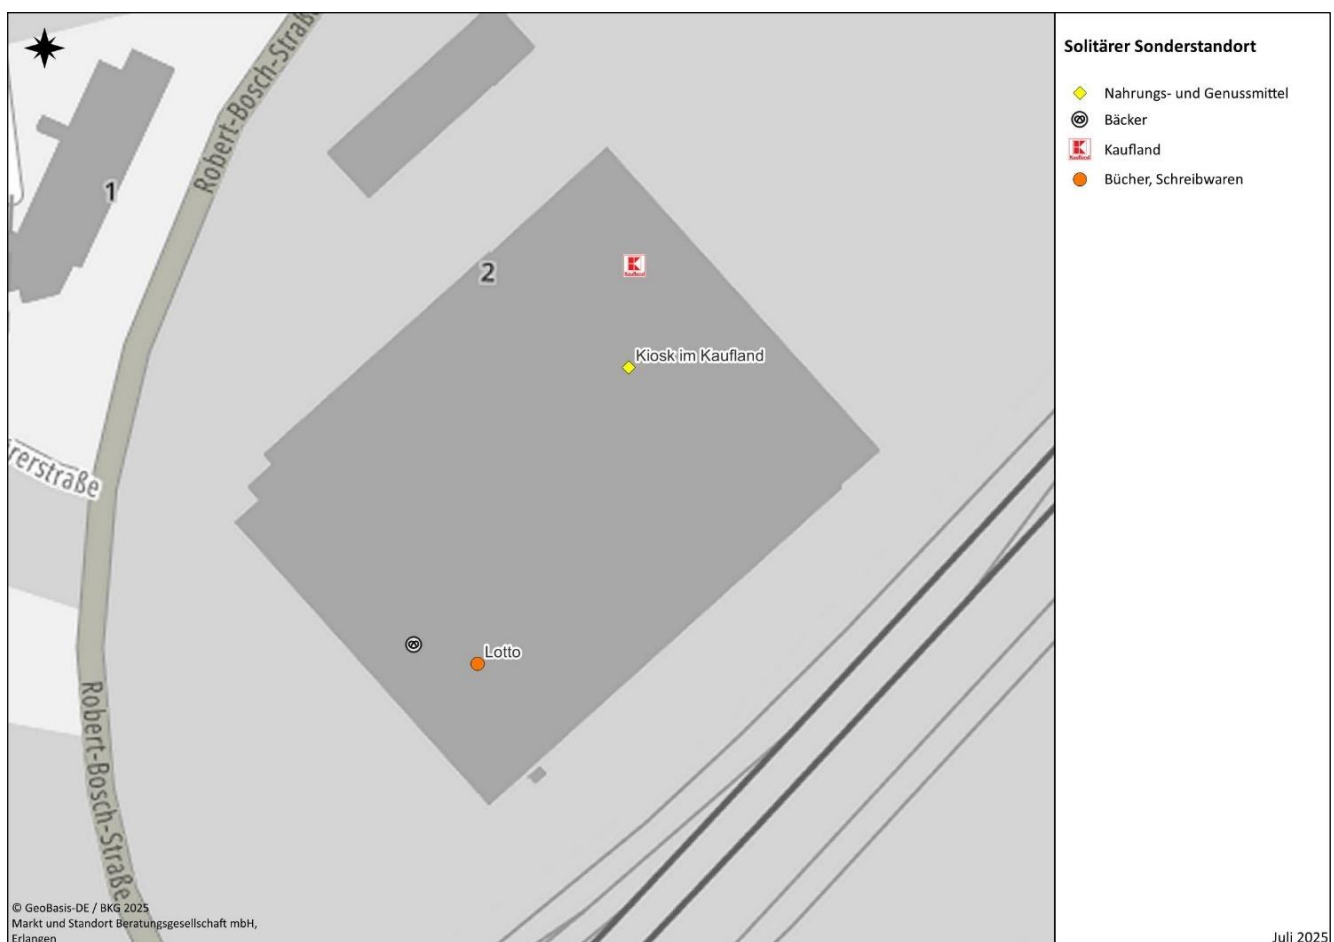 Solitärer Sonderstandort
Nahrungs- und Genussmittel
Bäcker
Kaufland
Bücher, Schreibwaren
Robert-Bosch-Straße
1
2
Kiosk im Kaufland
rerstraße
Lotto
Robert-Bosch-Straße
© GeoBasis-DE / BKG 2025
Markt und Standort Beratungsgesellschaft mbH,
Erlangen
Juli 2025